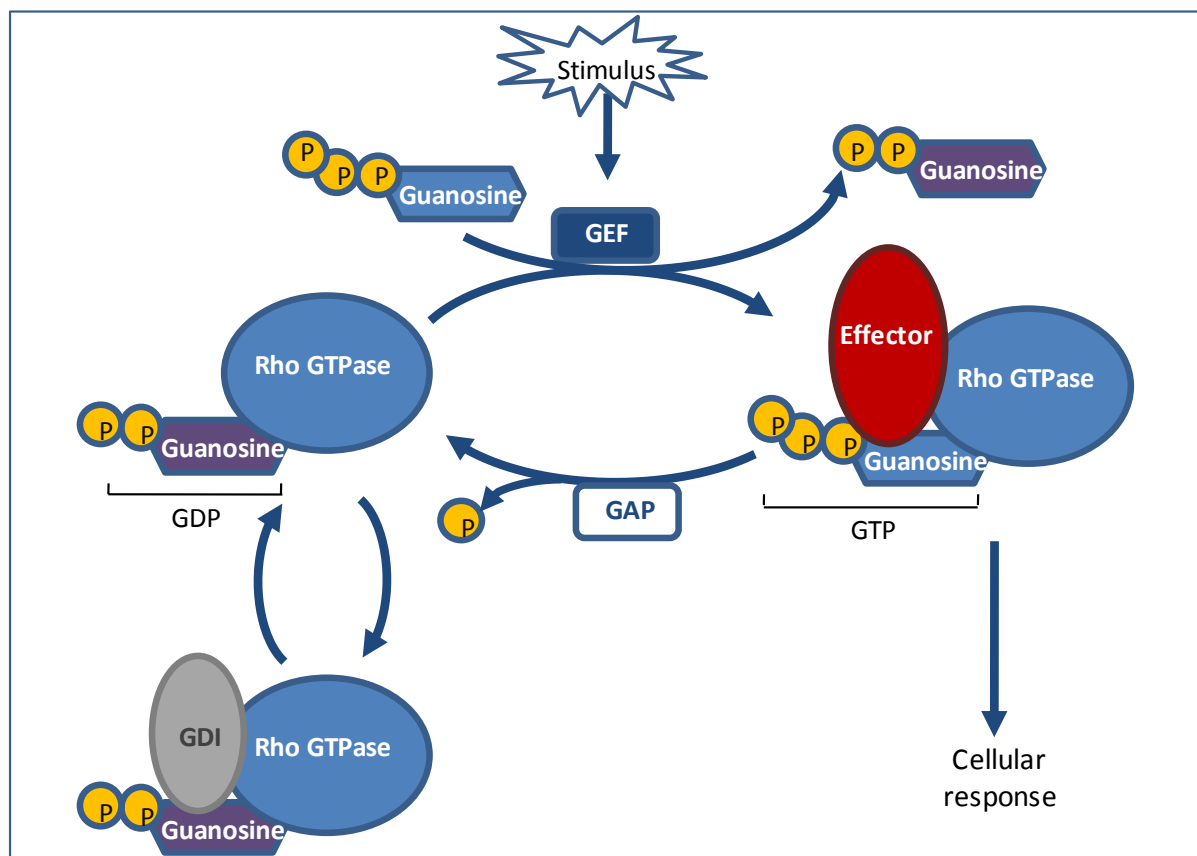 Stimulus
P
P
P
Guanosine
P
P
Guanosine
GEF
Effector
Rho GTPase
Rho GTPase
P
P
Guanosine
GDP
P
P
P
Guanosine
GTP
P
GAP
GDI
Rho GTPase
P
P
Guanosine
Cellular
response